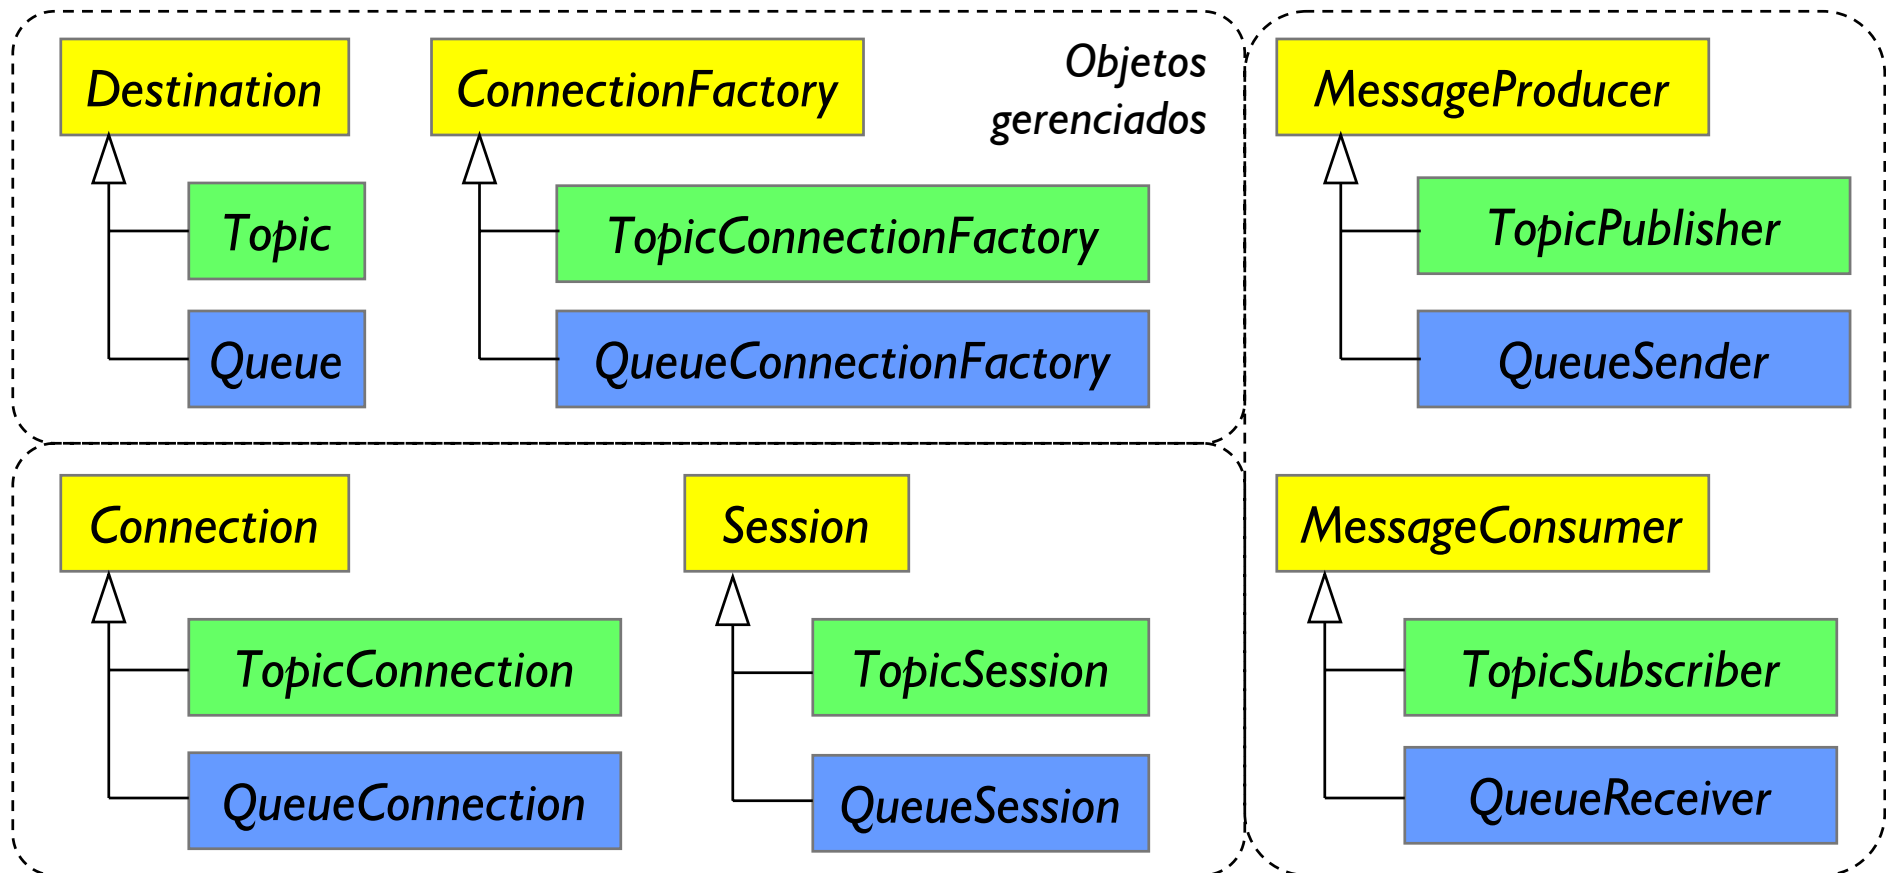 Destination
ConnectionFactory
Objetos
gerenciados
Topic
TopicConnectionFactory
Queue
QueueConnectionFactory
MessageProducer
TopicPublisher
QueueSender
Connection
Session
TopicConnection
TopicSession
QueueConnection
QueueSession
MessageConsumer
TopicSubscriber
QueueReceiver